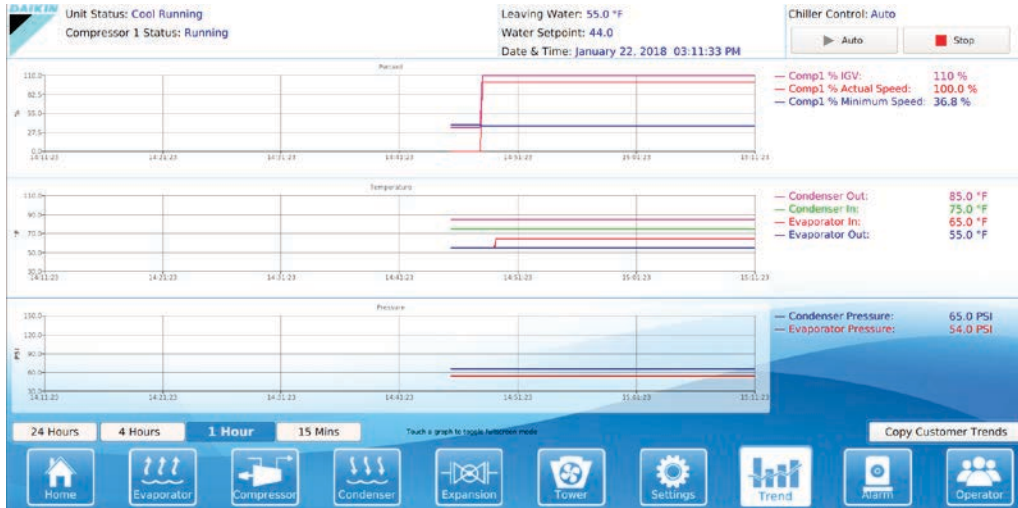 DAIKIN
Unit Status: Cool Running
Compressor 1 Status: Running
Leaving Water: 55.0 °F
Water Setpoint: 44.0
Date & Time: January 22, 2018 03:11:33 PM
Chiller Control: Auto
Auto
Stop
Percent
110.0
82.5
55.0
27.5
0.0
%
14:11:23 14:21:23 14:31:23 14:41:23 14:51:23 15:01:23 15:11:23
Comp1 % IGV: 110 %
Comp1 % Actual Speed: 100.0 %
Comp1 % Minimum Speed: 36.8 %
Temperature
110.0
90.0
70.0
50.0
30.0
°F
14:11:23 14:21:23 14:31:23 14:41:23 14:51:23 15:01:23 15:11:23
Condenser Out: 85.0 °F
Condenser In: 75.0 °F
Evaporator In: 65.0 °F
Evaporator Out: 55.0 °F
Pressure
150.0
120.0
90.0
60.0
30.0
PSI
14:11:23 14:21:23 14:31:23 14:41:23 14:51:23 15:01:23 15:11:23
Condenser Pressure: 65.0 PSI
Evaporator Pressure: 54.0 PSI
24 Hours 4 Hours 1 Hour 15 Mins
Touch a graph to toggle fullscreen mode
Copy Customer Trends
Home Evaporator Compressor Condenser Expansion Tower Settings Trend Alarm Operator